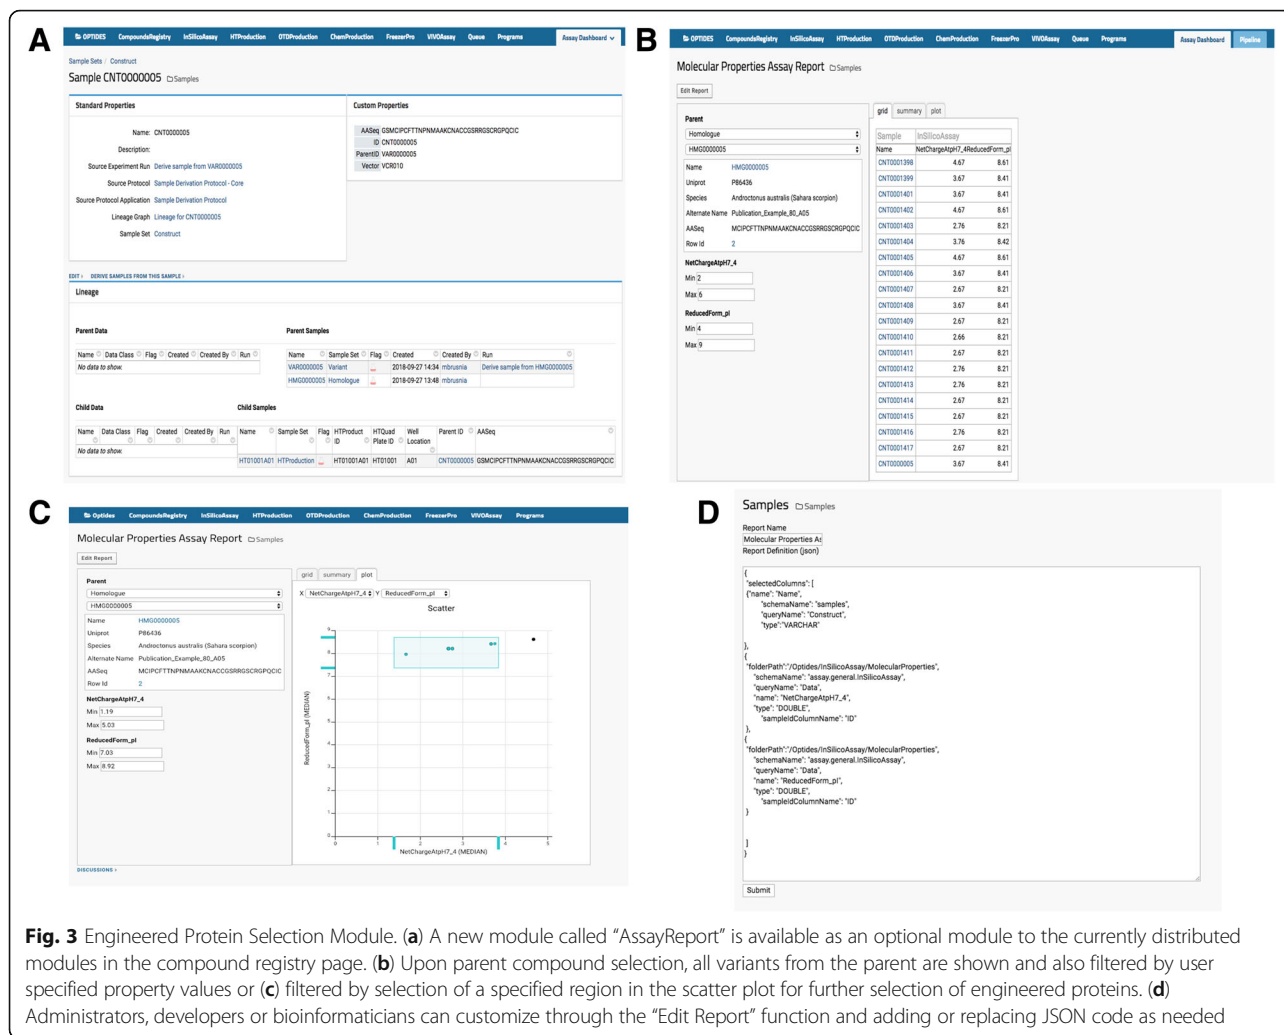 A
OPTIDES CompoundsRegistry InSilicoAssay HTProduction OTDProduction ChemProduction FreezerPro VIVOAssay Queue Programs Assay Dashboard
Sample Sets / Construct
Sample CNT0000005 Samples
Standard Properties
Name: CNT0000005
Description:
Source Experiment Run Derive sample from VAR0000005
Source Protocol Sample Derivation Protocol - Core
Source Protocol Application Sample Derivation Protocol
Lineage Graph Lineage for CNT0000005
Sample Set Construct
Custom Properties
AASeq GSMCIPCFTTNPNMAAKCNACCGSRRGSCRGPQCIC
ID CNT0000005
ParentID VAR0000005
Vector VCR010
EDIT › DERIVE SAMPLES FROM THIS SAMPLE ›
Lineage
Parent Data
Name Data Class Flag Created Created By Run
No data to show.
Parent Samples
Name Sample Set Flag Created Created By Run
VAR0000005 Variant 2018-09-27 14:34 mbrusnia Derive sample from HMG0000005
HMG0000005 Homologue 2018-09-27 13:48 mbrusnia
Child Data
Name Data Class Flag Created Created By Run
No data to show.
Child Samples
Name Sample Set Flag HTProduct HTQuad Well Parent ID AASeq
ID Plate ID Location
HT01001A01 HTProduction HT01001A01 HT01001 A01 CNT0000005 GSMCIPCFTTNPNMAAKCNACCGSRRGSCRGPQCIC
B
OPTIDES CompoundsRegistry InSilicoAssay HTProduction OTDProduction ChemProduction FreezerPro VIVOAssay Queue Programs Assay Dashboard Pipeline
Molecular Properties Assay Report Samples
Edit Report
Parent
Homologue
HMG0000005
Name HMG0000005
Uniprot P86436
Species Androctonus australis (Sahara scorpion)
Alternate Name Publication_Example_80_A05
AASeq MCIPCFTTNPNMAAKCNACCGSRRGSCRGPQCIC
Row Id 2
NetChargeAtpH7_4
Min 2
Max 6
ReducedForm_pI
Min 4
Max 9
grid summary plot
Sample InSilicoAssay
Name NetChargeAtpH7_4 ReducedForm_pI
CNT0001398 4.67 8.61
CNT0001399 3.67 8.41
CNT0001401 3.67 8.41
CNT0001402 4.67 8.61
CNT0001403 2.76 8.21
CNT0001404 3.76 8.42
CNT0001405 4.67 8.61
CNT0001406 3.67 8.41
CNT0001407 2.67 8.21
CNT0001408 3.67 8.41
CNT0001409 2.67 8.21
CNT0001410 2.66 8.21
CNT0001411 2.67 8.21
CNT0001412 2.76 8.21
CNT0001413 2.76 8.21
CNT0001414 2.67 8.21
CNT0001415 2.67 8.21
CNT0001416 2.76 8.21
CNT0001417 2.67 8.21
CNT0000005 3.67 8.41
C
Optides CompoundsRegistry InSilicoAssay HTProduction OTDProduction ChemProduction FreezerPro VIVOAssay Programs
Molecular Properties Assay Report Samples
Edit Report
Parent
Homologue
HMG0000005
Name HMG0000005
Uniprot P86436
Species Androctonus australis (Sahara scorpion)
Alternate Name Publication_Example_80_A05
AASeq MCIPCFTTNPNMAAKCNACCGSRRGSCRGPQCIC
Row Id 2
NetChargeAtpH7_4
Min 1.19
Max 5.03
ReducedForm_pI
Min 7.03
Max 8.92
grid summary plot
X NetChargeAtpH7_4 Y ReducedForm_pI
Scatter
ReducedForm_pI (MEDIAN)
9
8
7
6
5
4
3
2
1
0
0 1 2 3 4 5
NetChargeAtpH7_4 (MEDIAN)
DISCUSSIONS ›
D
Samples Samples
Report Name
Molecular Properties A
Report Definition (json)
{
"selectedColumns": [
{"name": "Name",
"schemaName": "samples",
"queryName": "Construct",
"type":"VARCHAR"
},
{
"folderPath":"/Optides/InSilicoAssay/MolecularProperties",
"schemaName": "assay.general.InSilicoAssay",
"queryName": "Data",
"name": "NetChargeAtpH7_4",
"type": "DOUBLE",
"sampleIdColumnName": "ID"
},
{
"folderPath":"/Optides/InSilicoAssay/MolecularProperties",
"schemaName": "assay.general.InSilicoAssay",
"queryName": "Data",
"name": "ReducedForm_pI",
"type": "DOUBLE",
"sampleIdColumnName": "ID"
}
]
}
Submit
Fig. 3 Engineered Protein Selection Module. (a) A new module called “AssayReport” is available as an optional module to the currently distributed
modules in the compound registry page. (b) Upon parent compound selection, all variants from the parent are shown and also filtered by user
specified property values or (c) filtered by selection of a specified region in the scatter plot for further selection of engineered proteins. (d)
Administrators, developers or bioinformaticians can customize through the “Edit Report” function and adding or replacing JSON code as needed